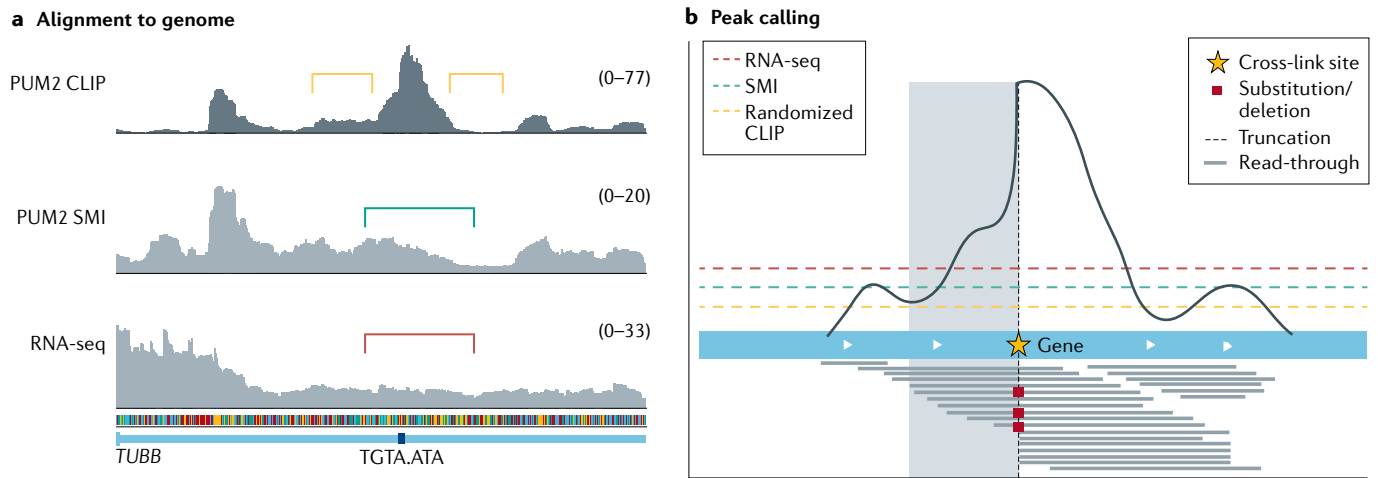 a Alignment to genome
PUM2 CLIP
(0–77)
PUM2 SMI
(0–20)
RNA-seq
(0–33)
TUBB
TGTA.ATA
b Peak calling
RNA-seq
SMI
Randomized
CLIP
Cross-link site
Substitution/
deletion
Truncation
Read-through
Gene